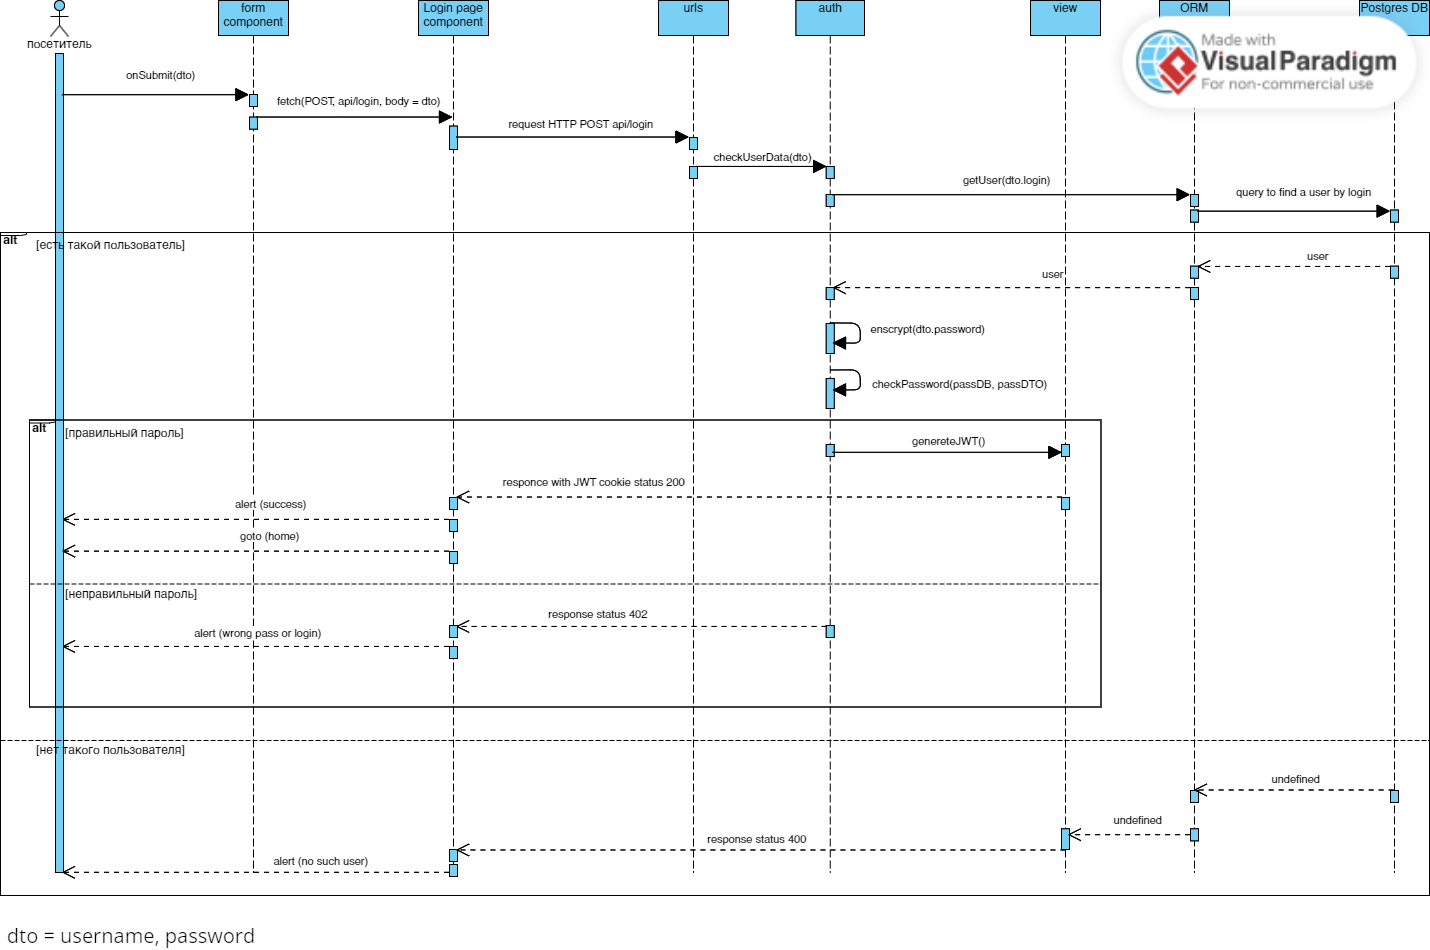 form
component
Login page
component
urls
auth
view
ORM
Postgres DB
Made with
Visual Paradigm
For non-commercial use
посетитель
onSubmit(dto)
fetch(POST, api/login, body = dto)
request HTTP POST api/login
checkUserData(dto)
getUser(dto.login)
query to find a user by login
alt
[есть такой пользователь]
user
user
enscrypt(dto.password)
checkPassword(passDB, passDTO)
alt
[правильный пароль]
genereteJWT()
responce with JWT cookie status 200
alert (success)
goto (home)
[неправильный пароль]
response status 402
alert (wrong pass or login)
[нет такого пользователя]
undefined
undefined
response status 400
alert (no such user)
dto = username, password